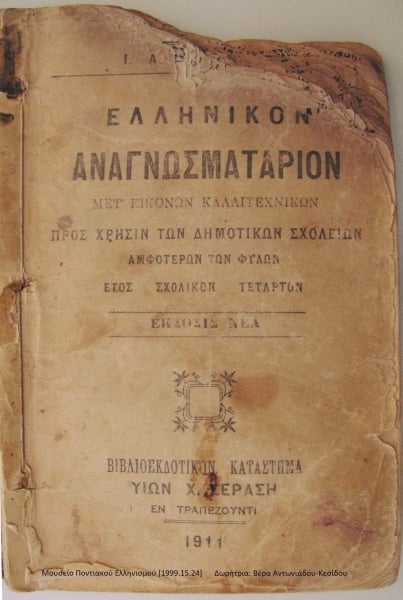 Ι. Α.
ΕΛΛΗΝΙΚΟΝ
ΑΝΑΓΝΩΣΜΑΤΑΡΙΟΝ
ΜΕΤ' ΕΙΚΟΝΩΝ ΚΑΛΛΙΤΕΧΝΙΚΩΝ
ΠΡΟΣ ΧΡΗΣΙΝ ΤΩΝ ΔΗΜΟΤΙΚΩΝ ΣΧΟΛΕΙΩΝ
ΑΜΦΟΤΕΡΩΝ ΤΩΝ ΦΥΛΩΝ
ΕΤΟΣ ΣΧΟΛΙΚΟΝ ΤΕΤΑΡΤΟΝ
ΕΚΔΟΣΙΣ ΝΕΑ
ΒΙΒΛΙΟΕΚΔΟΤΙΚΟΝ ΚΑΤΑΣΤΗΜΑ
ΥΙΩΝ Χ. ΣΕΡΑΣΗ
ΕΝ ΤΡΑΠΕΖΟΥΝΤΙ
1911
Μουσείο Ποντιακού Ελληνισμού [1999.15.24] Δωρήτρια: Βέρα Αντωνιάδου-Κεσίδου